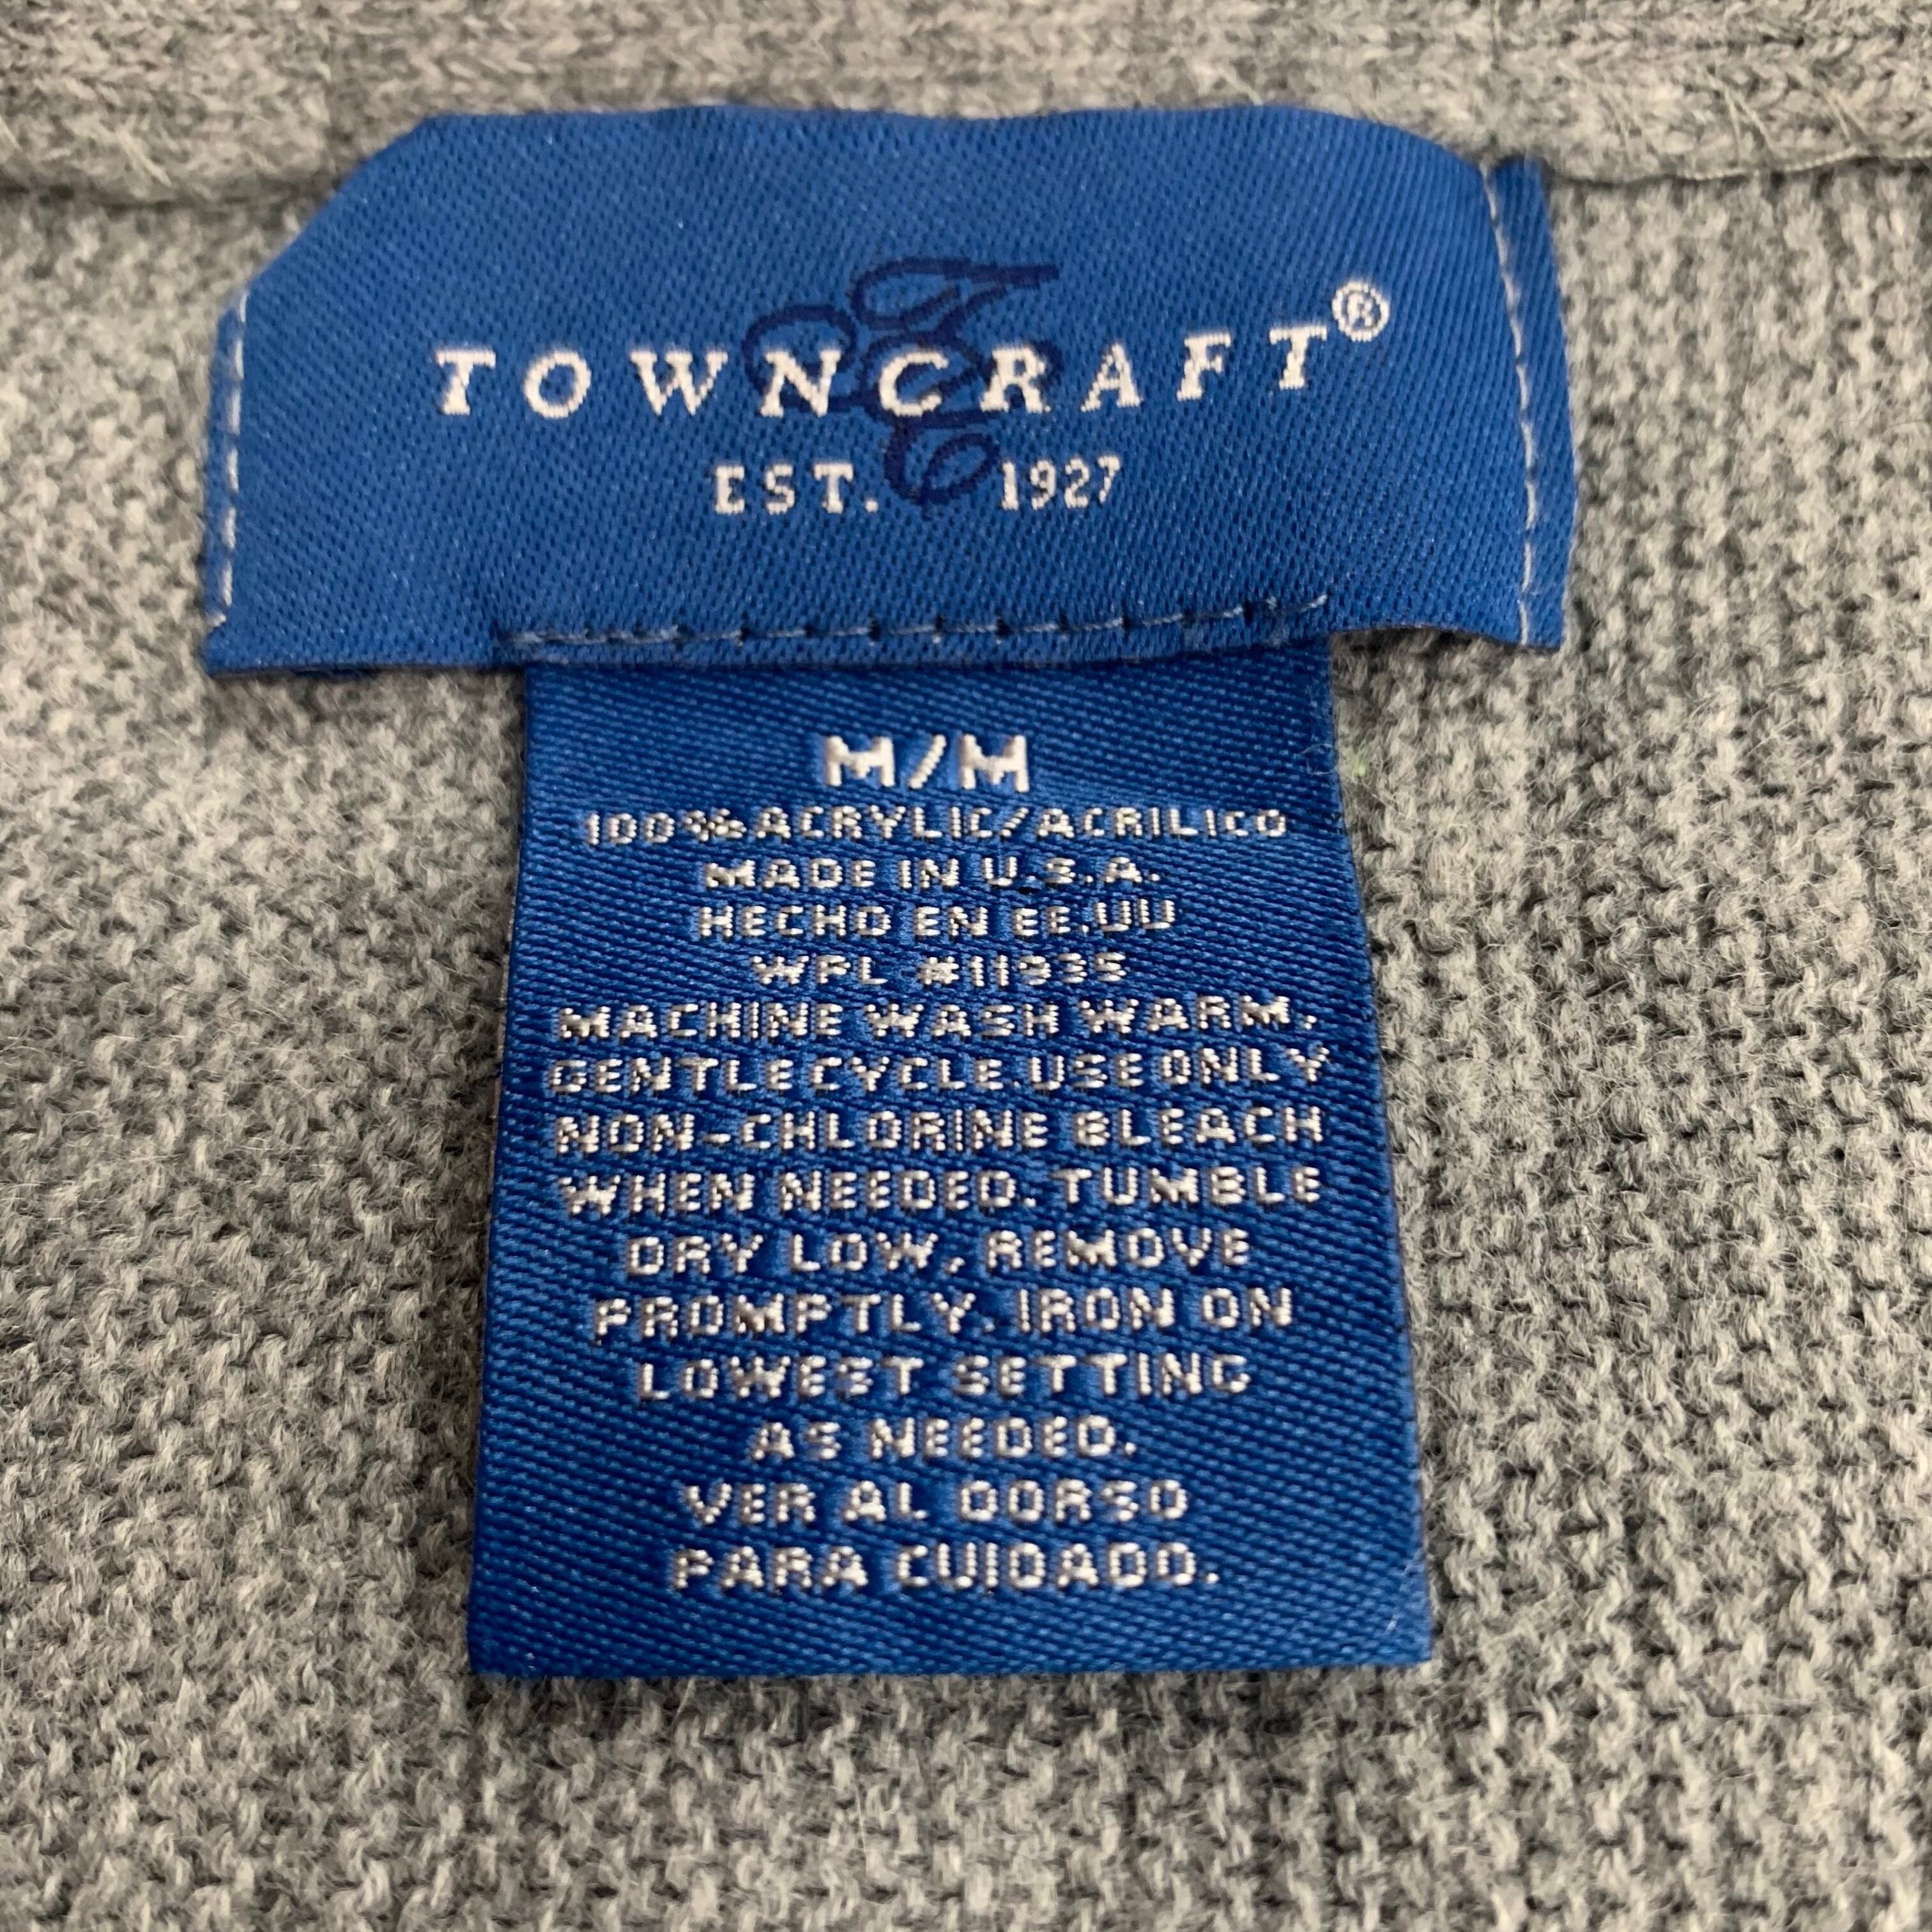 TOWNCRAFT®
EST. 1927
M/M
100% ACRYLIC/ACRILICO
MADE IN U.S.A.
HECHO EN EE.UU
WPL #11935
MACHINE WASH WARM,
GENTLE CYCLE.USE ONLY
NON-CHLORINE BLEACH
WHEN NEEDED. TUMBLE
DRY LOW, REMOVE
PROMPTLY. IRON ON
LOWEST SETTING
AS NEEDED.
VER AL DORSO
PARA CUIDADO.